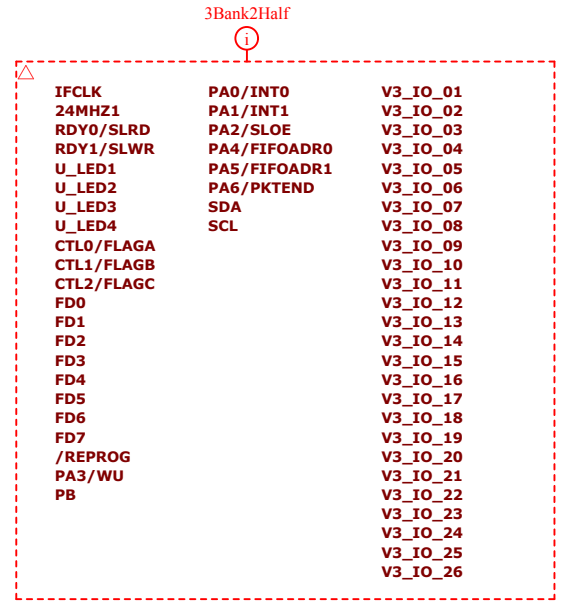 3Bank2Half
i
IFCLK PA0/INT0 V3_IO_01
24MHZ1 PA1/INT1 V3_IO_02
RDY0/SLRD PA2/SLOE V3_IO_03
RDY1/SLWR PA4/FIFOADR0 V3_IO_04
U_LED1 PA5/FIFOADR1 V3_IO_05
U_LED2 PA6/PKTEND V3_IO_06
U_LED3 SDA V3_IO_07
U_LED4 SCL V3_IO_08
CTL0/FLAGA V3_IO_09
CTL1/FLAGB V3_IO_10
CTL2/FLAGC V3_IO_11
FD0 V3_IO_12
FD1 V3_IO_13
FD2 V3_IO_14
FD3 V3_IO_15
FD4 V3_IO_16
FD5 V3_IO_17
FD6 V3_IO_18
FD7 V3_IO_19
/REPROG V3_IO_20
PA3/WU V3_IO_21
PB V3_IO_22
V3_IO_23
V3_IO_24
V3_IO_25
V3_IO_26